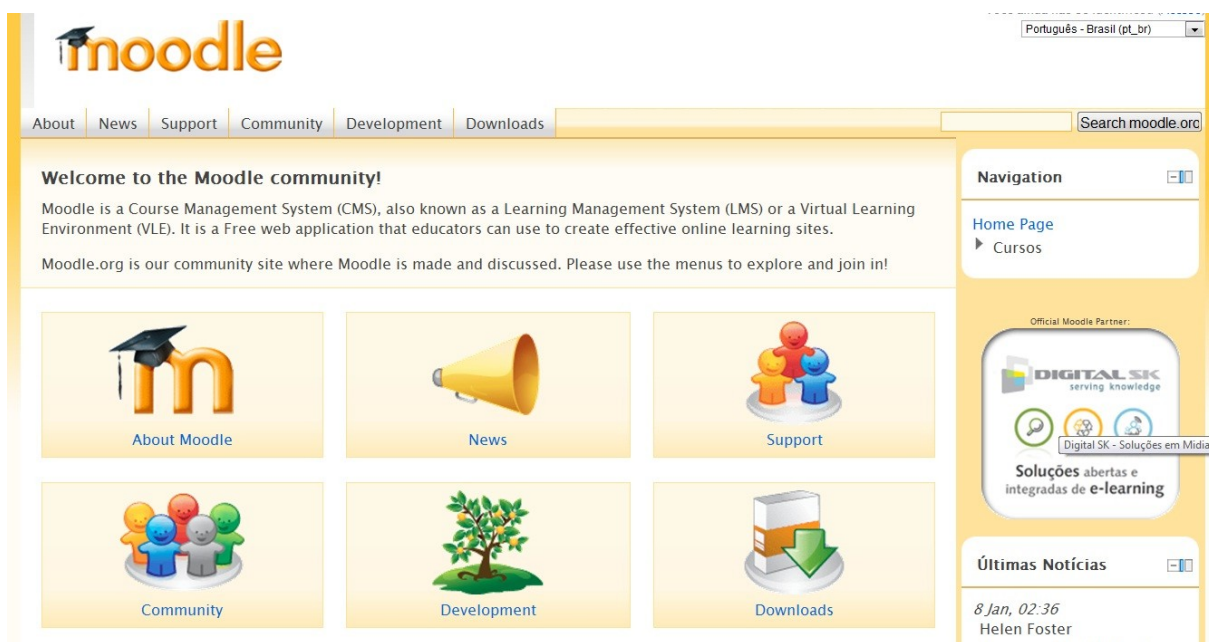 moodle
Português - Brasil (pt_br)
About News Support Community Development Downloads
Search moodle.org
Welcome to the Moodle community!
Moodle is a Course Management System (CMS), also known as a Learning Management System (LMS) or a Virtual Learning
Environment (VLE). It is a Free web application that educators can use to create effective online learning sites.
Moodle.org is our community site where Moodle is made and discussed. Please use the menus to explore and join in!
m
About Moodle
News
Support
Community
Development
Downloads
Navigation
Home Page
Cursos
Official Moodle Partner:
DIGITAL SK
serving knowledge
Digital SK - Soluções em Midia
Soluções abertas e
integradas de e-learning
Últimas Notícias
8 Jan, 02:36
Helen Foster